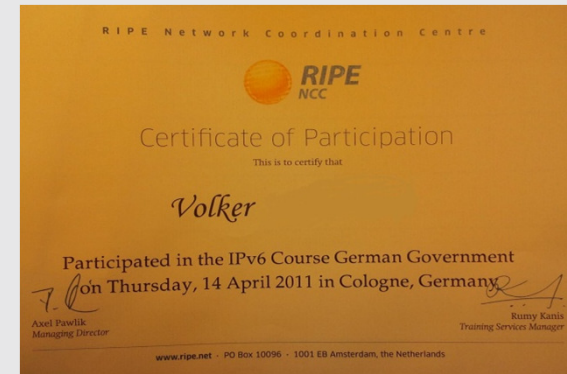 RIPE Network Coordination Centre
RIPE
NCC
Certificate of Participation
This is to certify that
Volker
Participated in the IPv6 Course German Government
on Thursday, 14 April 2011 in Cologne, Germany
Axel Pawlik
Managing Director
Rumy Kanis
Training Services Manager
www.ripe.net - PO Box 10096 - 1001 EB Amsterdam, the Netherlands